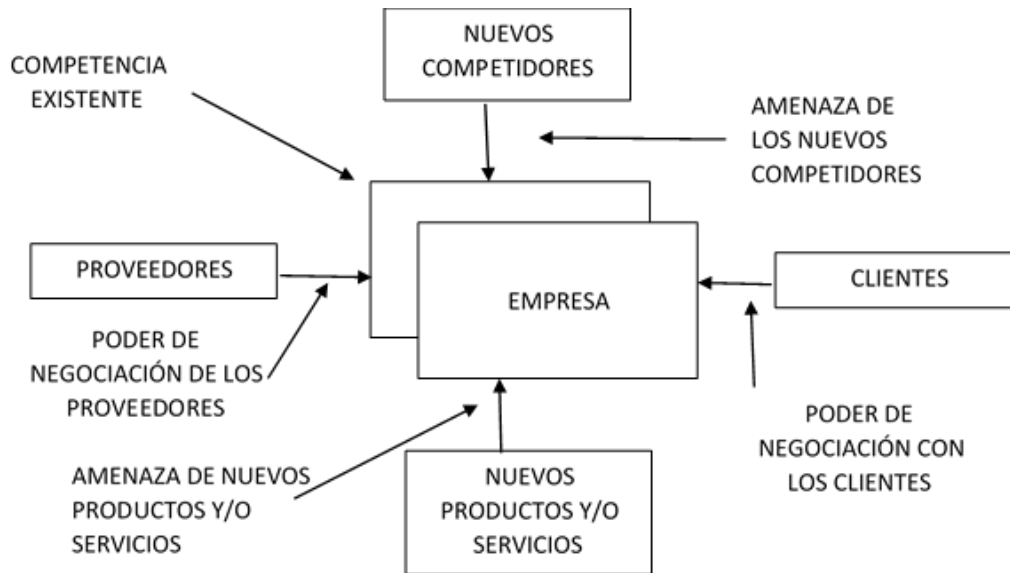 NUEVOS
COMPETIDORES
COMPETENCIA
EXISTENTE
AMENAZA DE
LOS NUEVOS
COMPETIDORES
PROVEEDORES
EMPRESA
CLIENTES
PODER DE
NEGOCIACIÓN DE LOS
PROVEEDORES
PODER DE
NEGOCIACIÓN CON
LOS CLIENTES
AMENAZA DE NUEVOS
PRODUCTOS Y/O
SERVICIOS
NUEVOS
PRODUCTOS Y/O
SERVICIOS